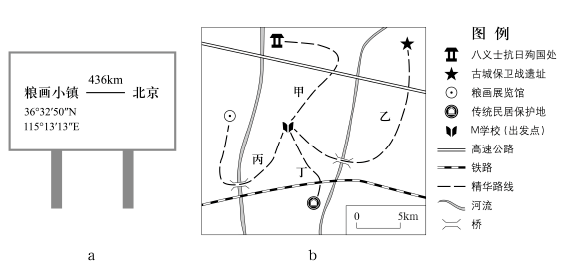 436km
粮画小镇 北京
36°32′50″N
115°13′13″E
a
甲
乙
丙
丁
0 5km
b
图 例
八义士抗日殉国处
古城保卫战遗址
粮画展览馆
传统民居保护地
M学校(出发点)
高速公路
铁路
精华路线
河流
桥